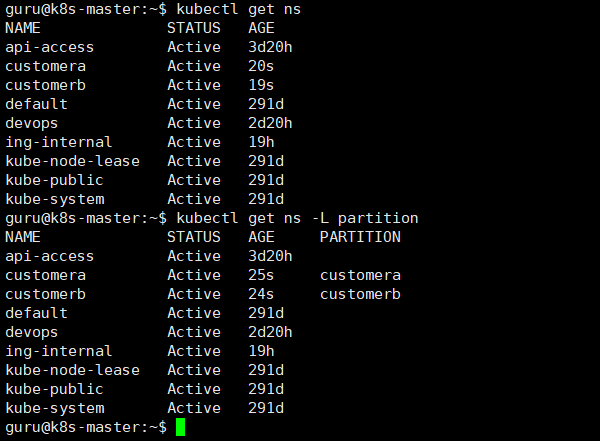 guru@k8s-master:~$ kubectl get ns
NAME              STATUS   AGE
api-access        Active   3d20h
customera         Active   20s
customerb         Active   19s
default           Active   291d
devops            Active   2d20h
ing-internal      Active   19h
kube-node-lease   Active   291d
kube-public       Active   291d
kube-system       Active   291d
guru@k8s-master:~$ kubectl get ns -L partition
NAME              STATUS   AGE     PARTITION
api-access        Active   3d20h
customera         Active   25s     customera
customerb         Active   24s     customerb
default           Active   291d
devops            Active   2d20h
ing-internal      Active   19h
kube-node-lease   Active   291d
kube-public       Active   291d
kube-system       Active   291d
guru@k8s-master:~$